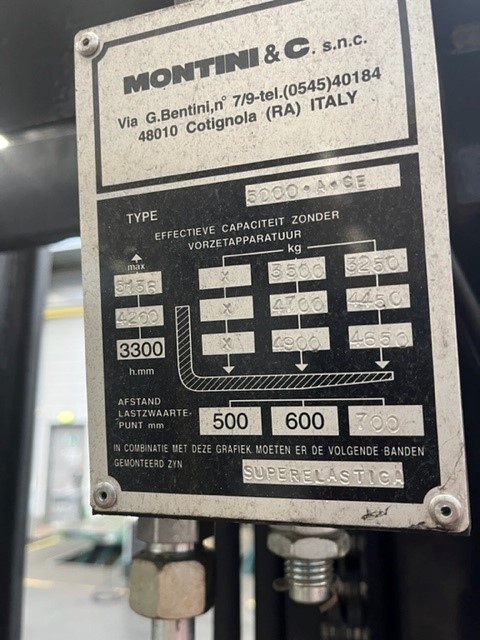 MONTINI & C. s.n.c.
Via G.Bentini,n° 7/9-tel.(0545)40184
48010 Cotignola (RA) ITALY
TYPE 5000·A·CE
EFFECTIEVE CAPACITEIT ZONDER
VORZETAPPARATUUR
kg
max
X 3500 3250
4200 X 4700 4450
3300 X 4900 4650
h.mm
AFSTAND
LASTZWAARTE-
PUNT mm
500 600 700
IN COMBINATIE MET DEZE GRAFIEK MOETEN ER DE VOLGENDE BANDEN
GEMONTEERD ZYN SUPERELASTICA